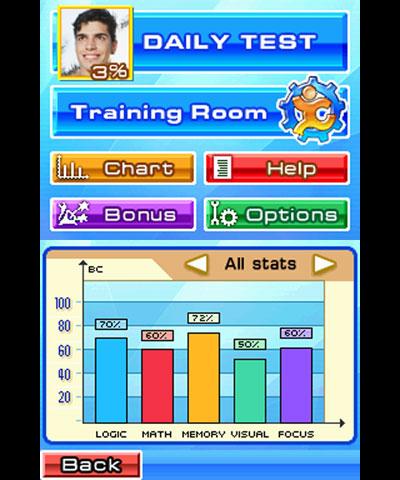 DAILY TEST
3%
Training Room
Chart
Help
Bonus
Options
BC
All stats
100
80
60
40
20
70%
60%
72%
50%
60%
LOGIC MATH MEMORY VISUAL FOCUS
Back